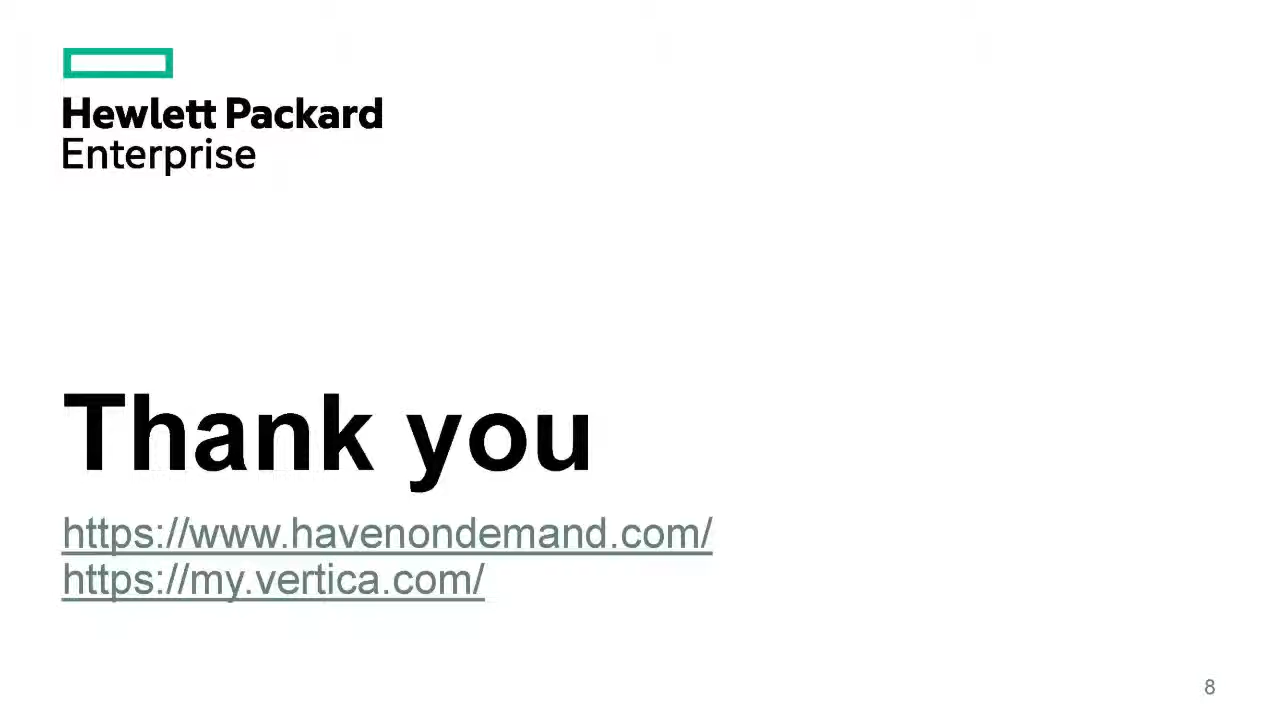 Hewlett Packard
Enterprise
Thank you
https://www.havenondemand.com/
https://my.vertica.com/
8